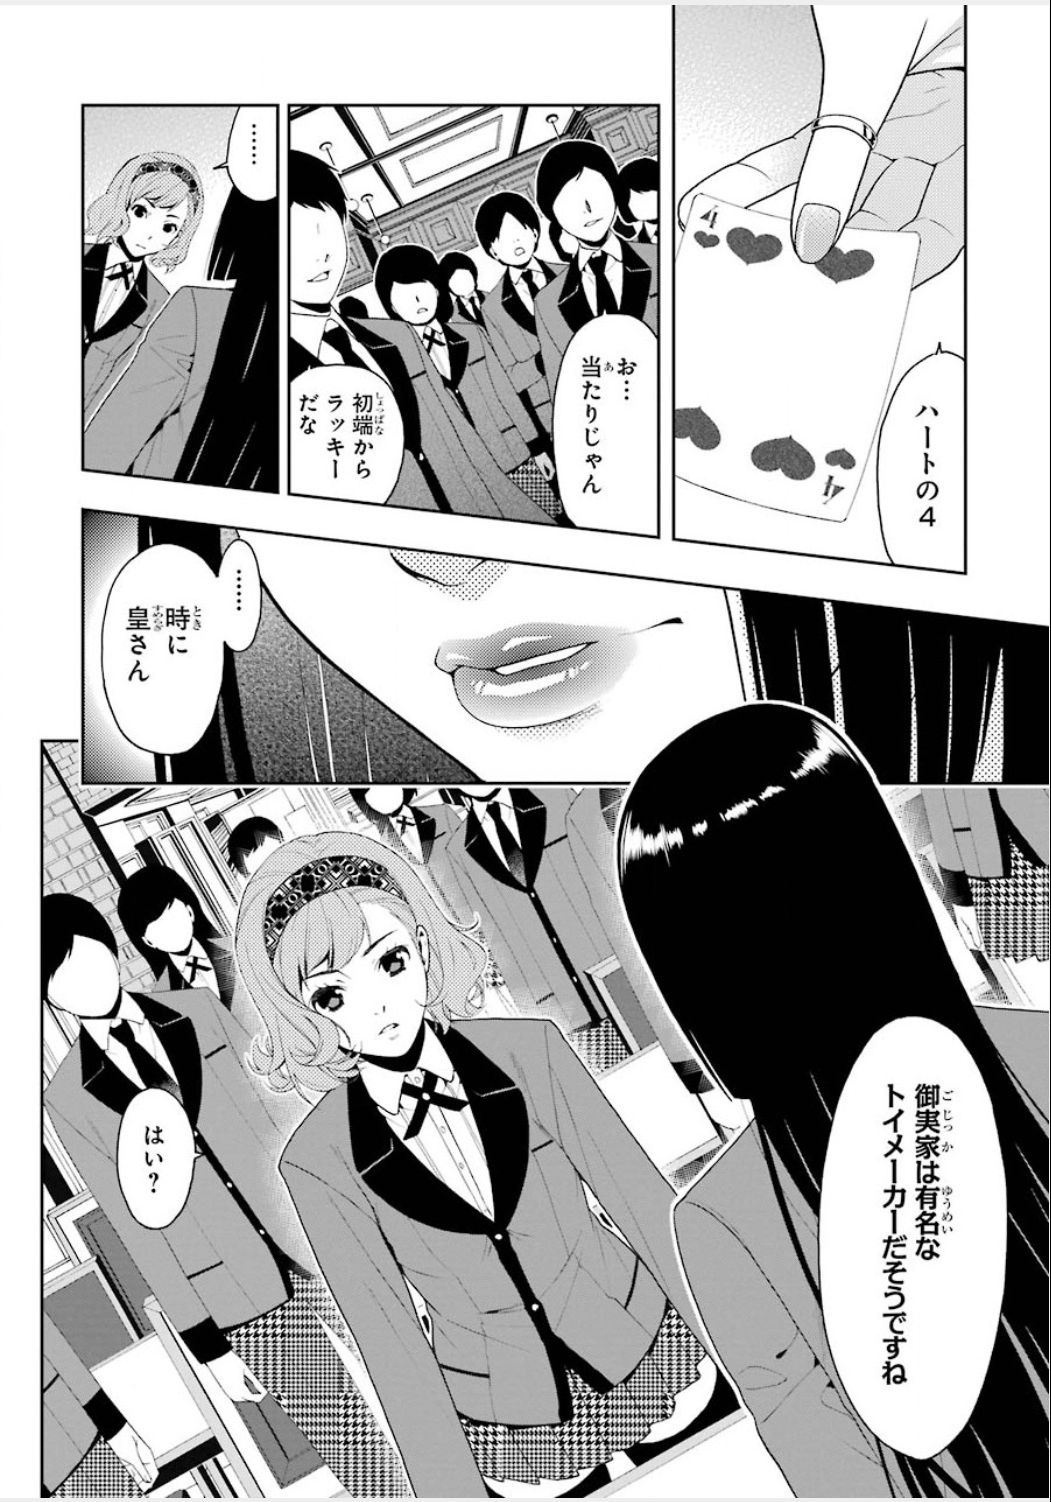 4
4
ハートの4
お…
当たりじゃん
初端から
ラッキー
だな
……
……
時に
皇さん
御実家は有名な
トイメーカーだそうですね
はい？